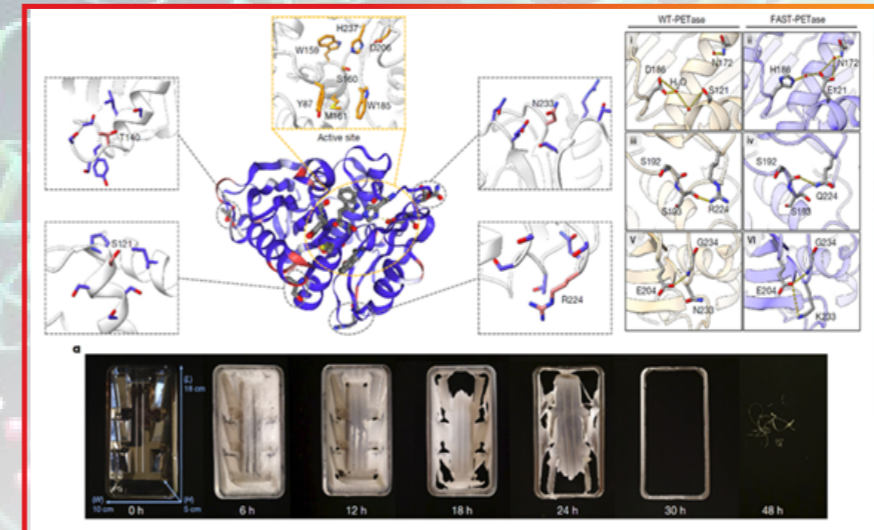 H237
W159
D206
S160
Y87
M161
W185
Active site
T140
N233
S121
R224
WT-PETase
FAST-PETase
i
N172
D186
H₂O
S121
ii
N172
H186
E121
iii
S192
S193
R224
iv
S192
S193
Q224
V
G234
E204
N233
VI
G234
E204
K233
a
(L)
18 cm
(W)
10 cm
(H)
5 cm
0 h
6 h
12 h
18 h
24 h
30 h
48 h